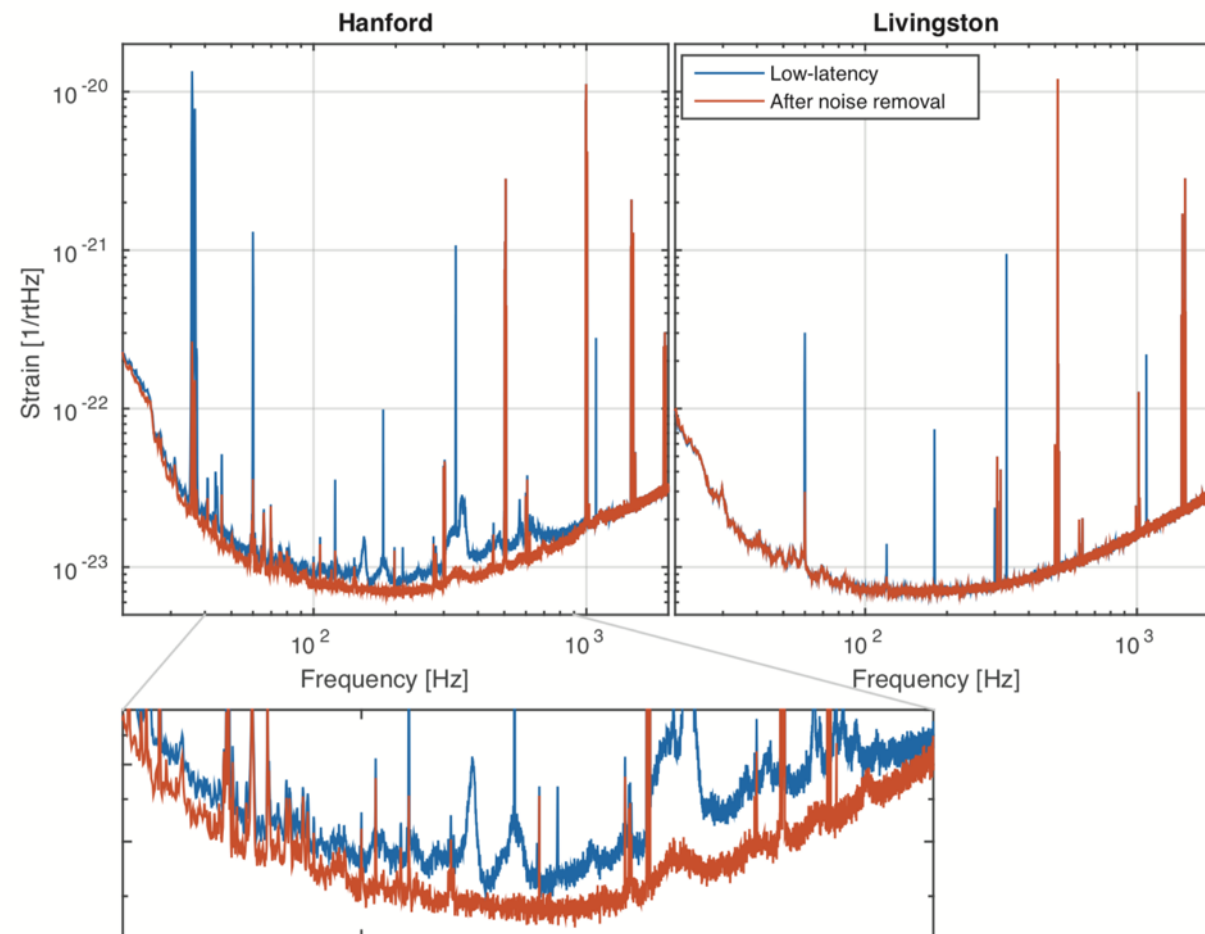 Hanford
Livingston
Low-latency
After noise removal
10^-20
10^-21
10^-22
10^-23
Strain [1/rtHz]
10^2
10^3
10^2
10^3
Frequency [Hz]
Frequency [Hz]